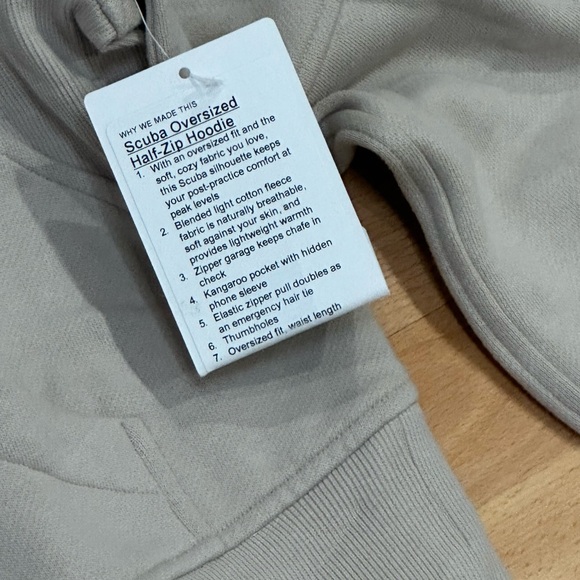 WHY WE MADE THIS
Scuba Oversized
Half-Zip Hoodie
1. With an oversized fit and the
soft, cozy fabric you love,
this Scuba silhouette keeps
your post-practice comfort at
peak levels
2. Blended light cotton fleece
fabric is naturally breathable,
soft against your skin, and
provides lightweight warmth
3. Zipper garage keeps chafe in
check
4. Kangaroo pocket with hidden
phone sleeve
5. Elastic zipper pull doubles as
an emergency hair tie
6. Thumbholes
7. Oversized fit, waist length